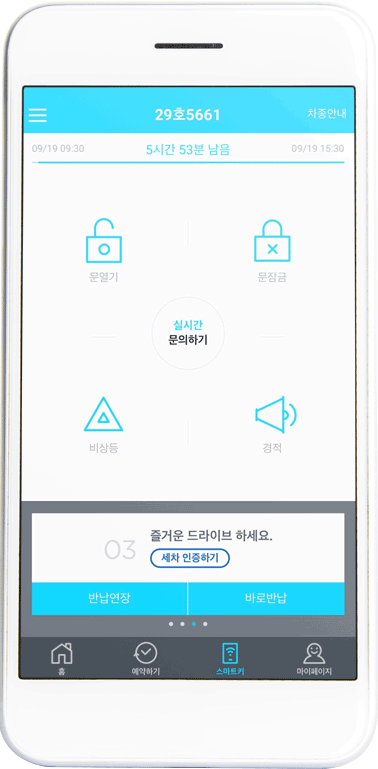 29호5661
차종안내
09/19 09:30
5시간 53분 남음
09/19 15:30
문열기
문장금
실시간
문의하기
비상등
경적
03
즐거운 드라이브 하세요.
세차 인증하기
반납연장
바로반납
홈
예약하기
스마트키
마이페이지